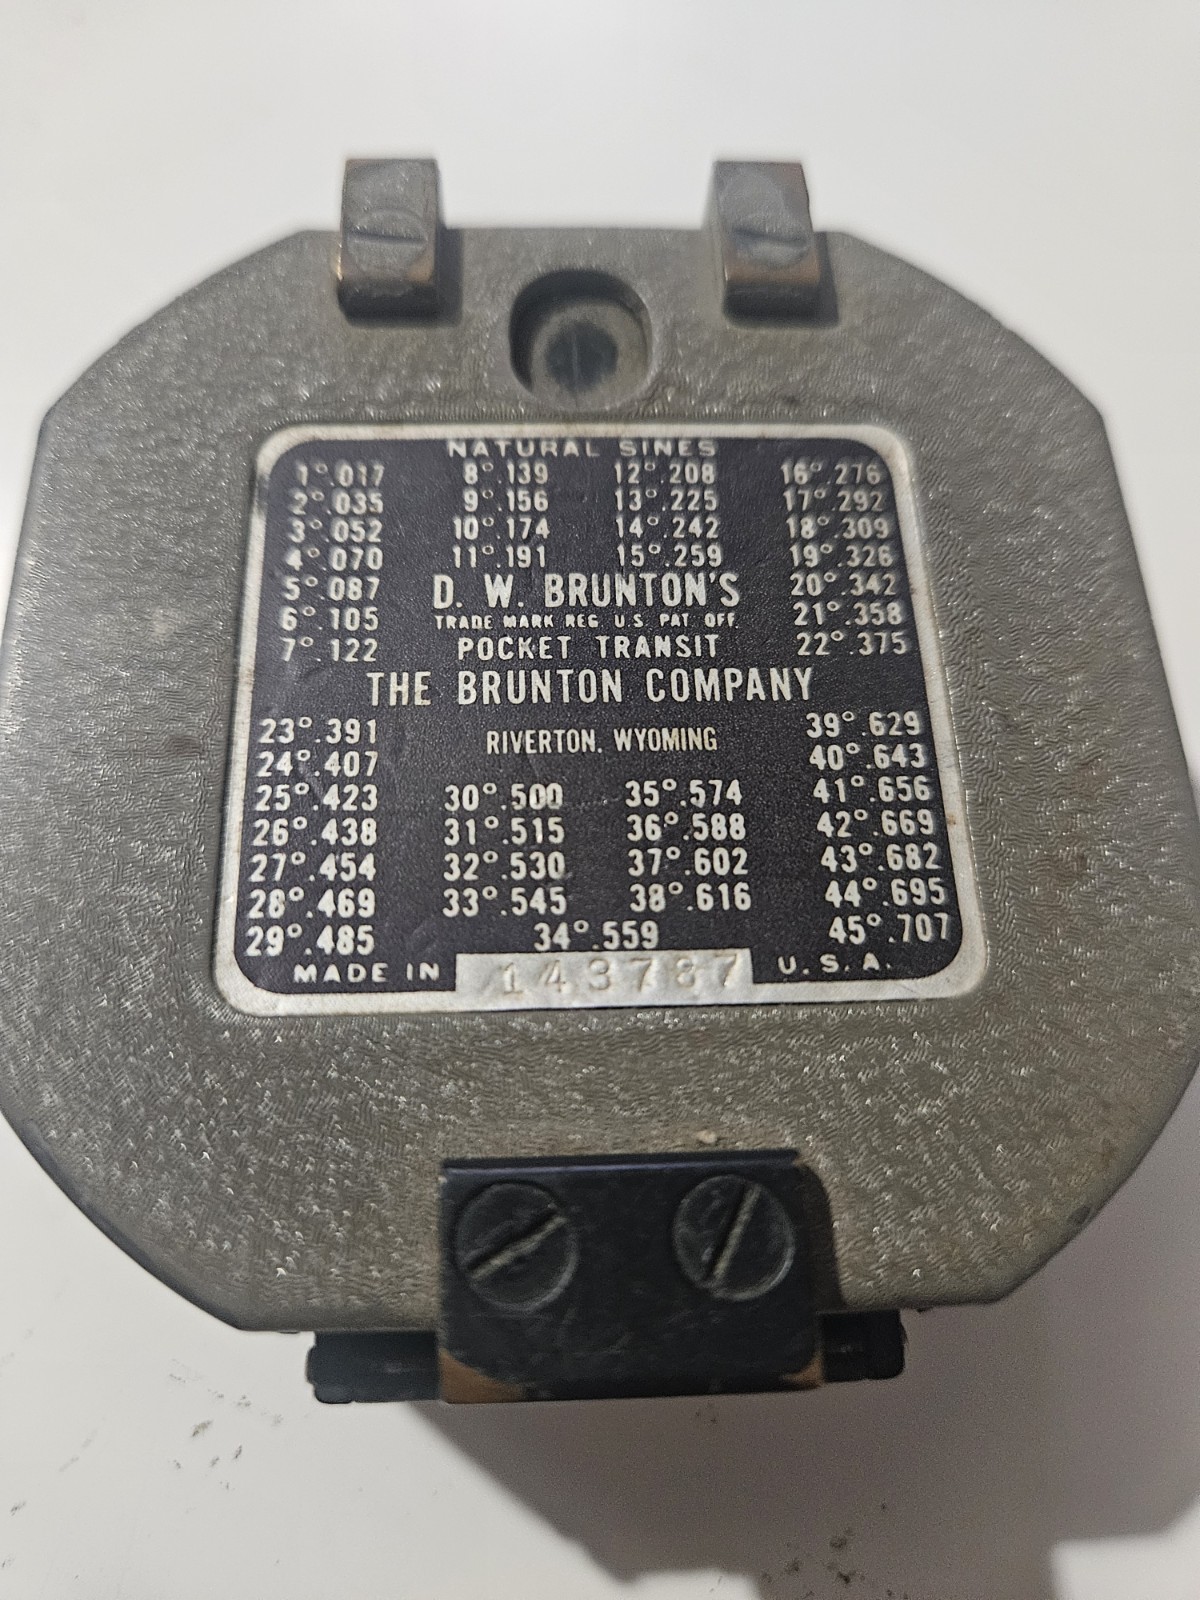 NATURAL SINES
1°.017 8°.139 12°.208 16°.276
2°.035 9°.156 13°.225 17°.292
3°.052 10°.174 14°.242 18°.309
4°.070 11°.191 15°.259 19°.326
5°.087 D. W. BRUNTON'S 20°.342
6°.105 TRADE MARK REG. U.S. PAT. OFF. 21°.358
7°.122 POCKET TRANSIT 22°.375
THE BRUNTON COMPANY
23°.391 RIVERTON, WYOMING 39°.629
24°.407 40°.643
25°.423 30°.500 35°.574 41°.656
26°.438 31°.515 36°.588 42°.669
27°.454 32°.530 37°.602 43°.682
28°.469 33°.545 38°.616 44°.695
29°.485 34°.559 45°.707
MADE IN 143787 U.S.A.